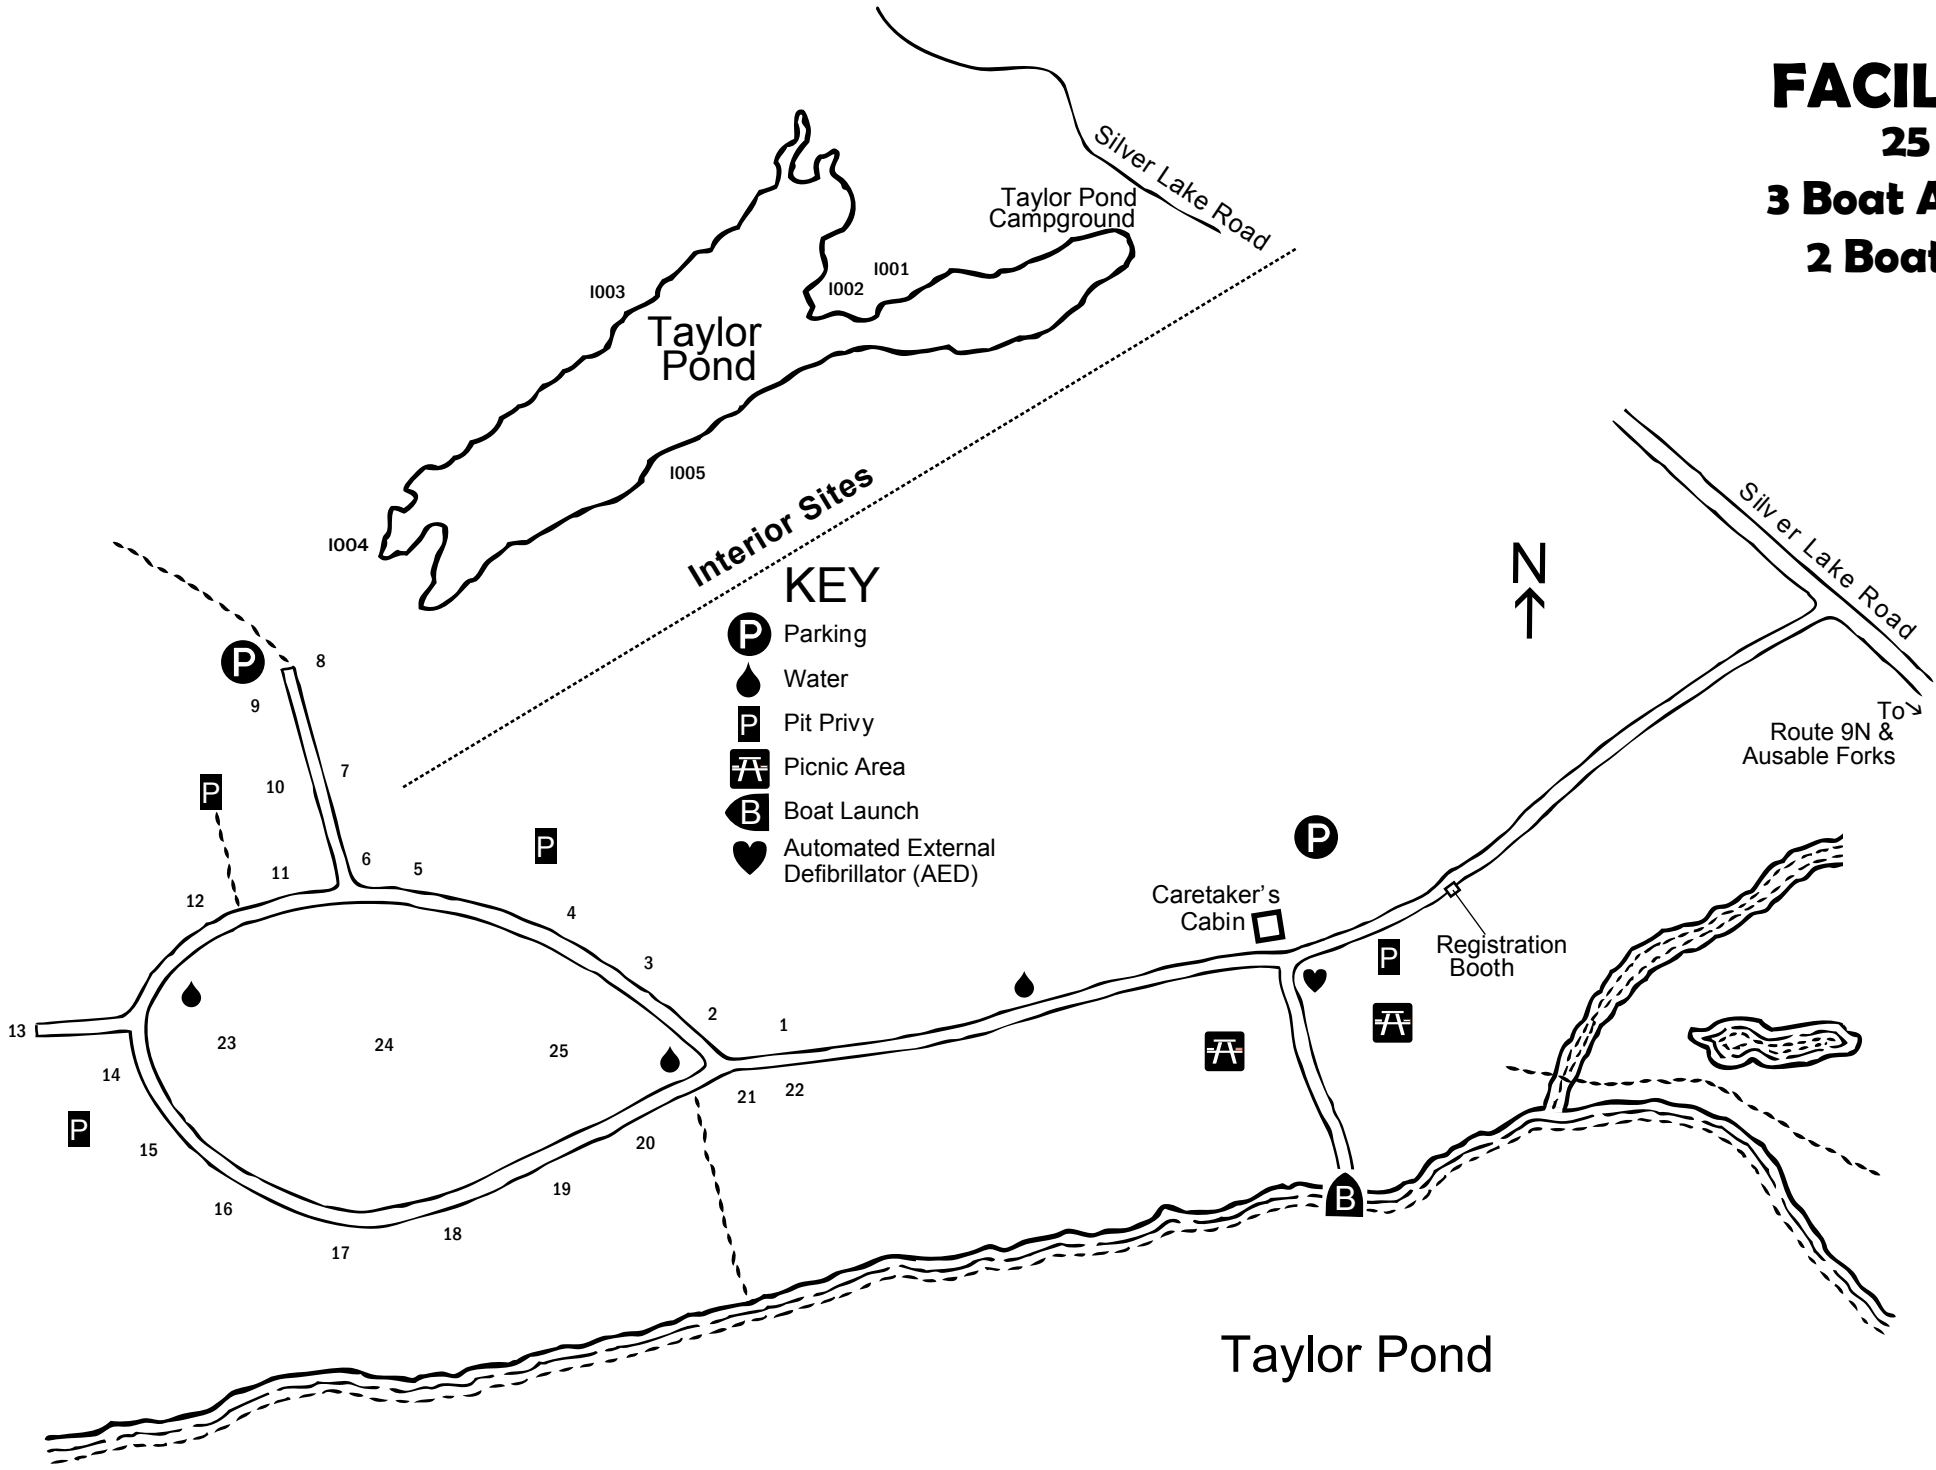 FACIL
25
3 Boat A
2 Boat
Silver Lake Road
Taylor Pond
Campground
I001
I002
I003
Taylor
Pond
I005
I004
Interior Sites
KEY
P Parking
Water
P Pit Privy
Picnic Area
B Boat Launch
Automated External
Defibrillator (AED)
N
Silver Lake Road
To
Route 9N &
Ausable Forks
P
8
9
7
10
P
P
6
5
11
12
4
3
2
1
13
23
24
25
14
21
22
P
15
20
16
19
18
17
P
Caretaker's
Cabin
P
Registration
Booth
B
Taylor Pond